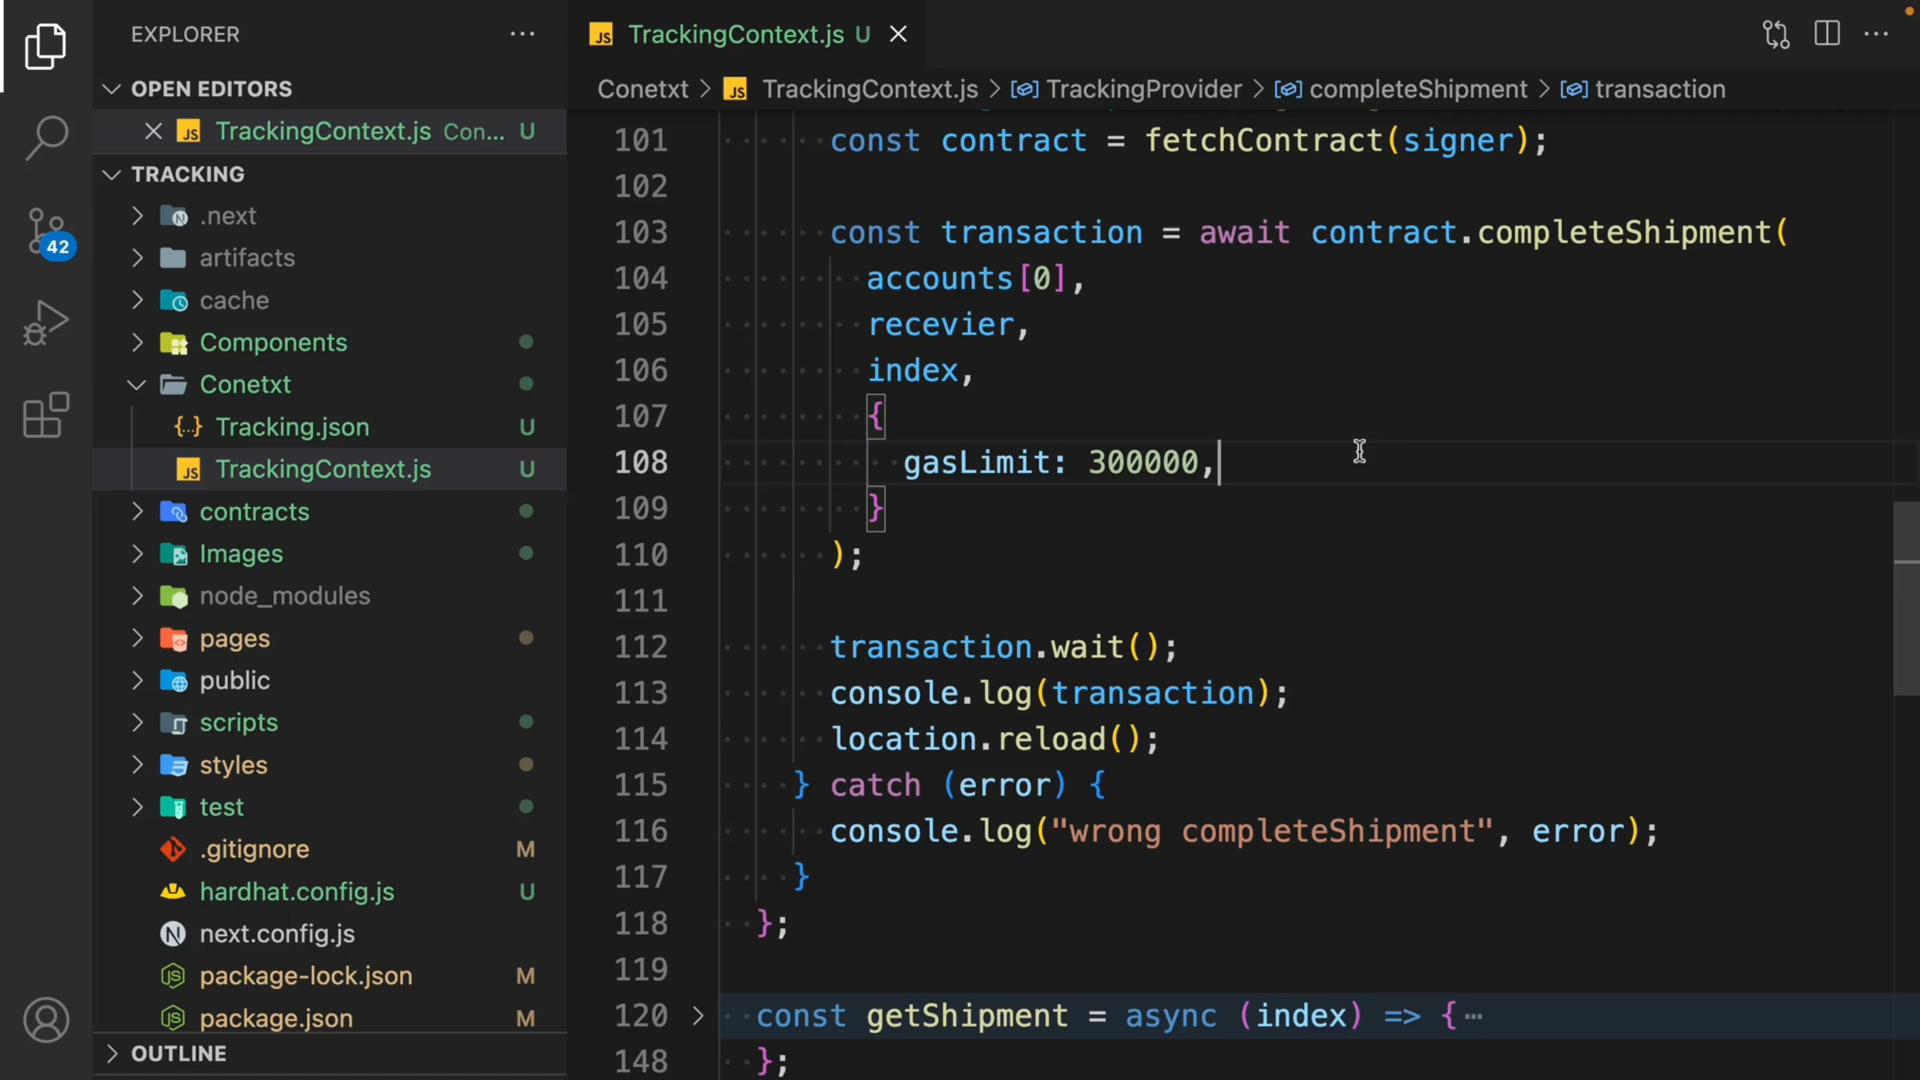 EXPLORER
OPEN EDITORS
TrackingContext.js Con... U
TRACKING
.next
artifacts
cache
Components
Conetxt
Tracking.json U
TrackingContext.js U
contracts
Images
node_modules
pages
public
scripts
styles
test
.gitignore M
hardhat.config.js U
next.config.js
package-lock.json M
package.json M
OUTLINE
42
TrackingContext.js U
Conetxt > TrackingContext.js > TrackingProvider > completeShipment > transaction
101 const contract = fetchContract(signer);
102
103 const transaction = await contract.completeShipment(
104 accounts[0],
105 recevier,
106 index,
107 {
108 gasLimit: 300000,
109 }
110 );
111
112 transaction.wait();
113 console.log(transaction);
114 location.reload();
115 } catch (error) {
116 console.log("wrong completeShipment", error);
117 }
118 };
119
120 const getShipment = async (index) => {…
148 };